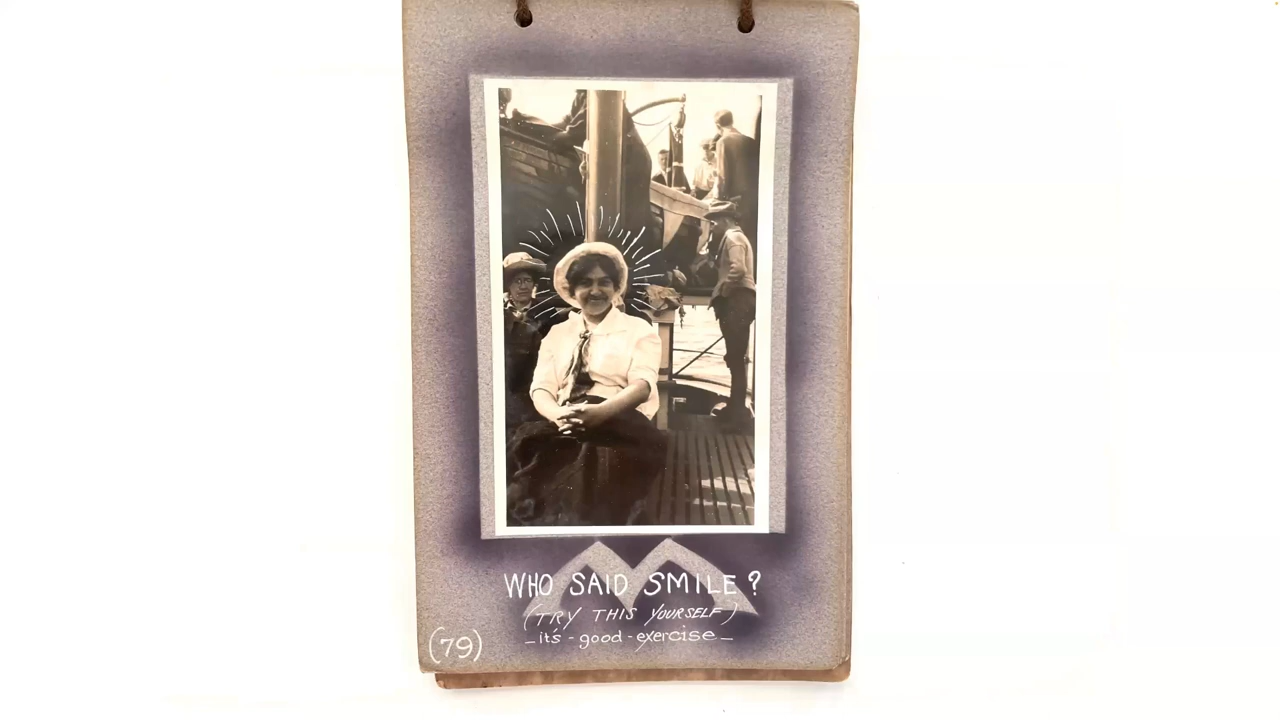 WHO SAID SMILE?
(TRY THIS YOURSELF)
-it's-good-exercise-
(79)